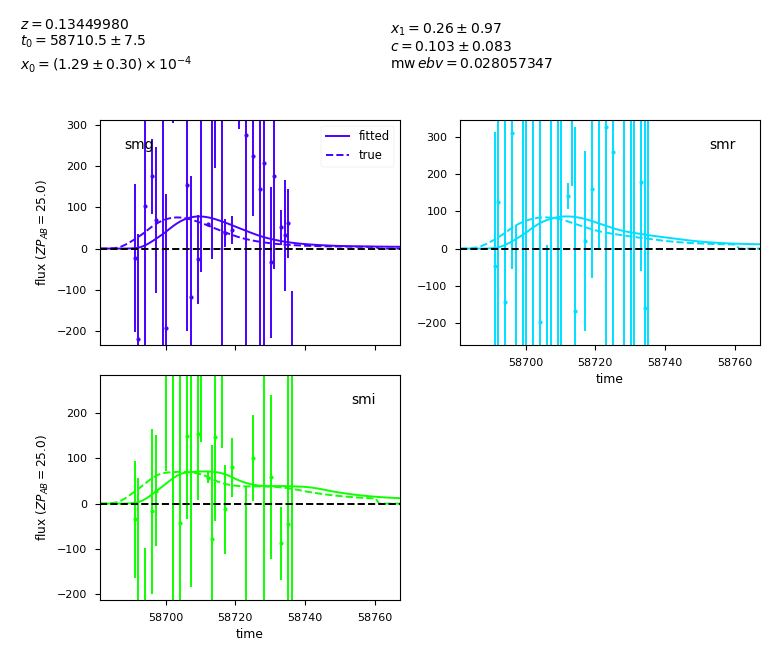 z = 0.13449980
t₀ = 58710.5 ± 7.5
x₀ = (1.29 ± 0.30) × 10⁻⁴
x₁ = 0.26 ± 0.97
c = 0.103 ± 0.083
mw ebv = 0.028057347
smg
fitted
true
300
200
100
0
−100
−200
flux (ZP_AB = 25.0)
smr
300
200
100
0
−100
−200
58700 58720 58740 58760
time
smi
200
100
0
−100
−200
flux (ZP_AB = 25.0)
58700 58720 58740 58760
time